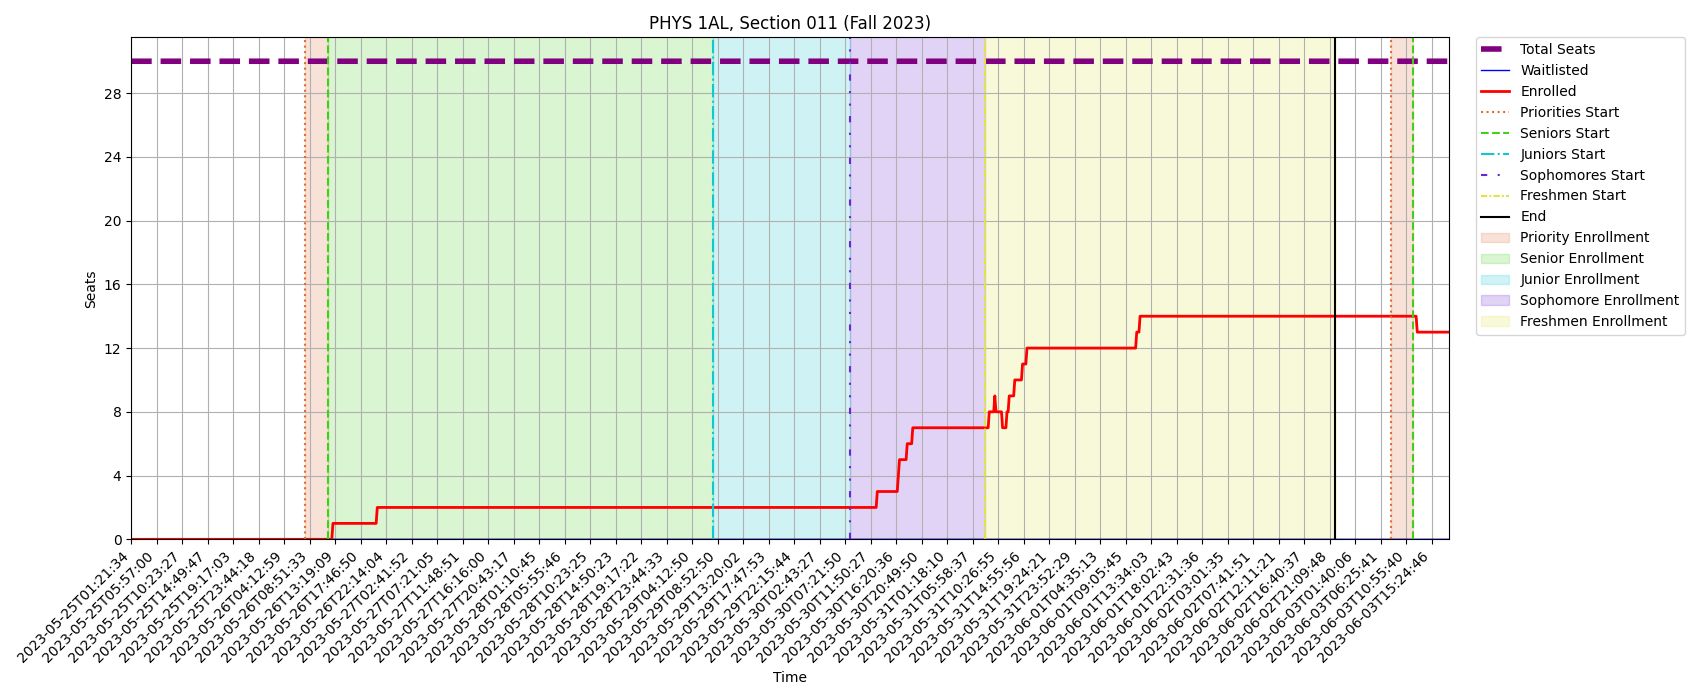 PHYS 1AL, Section 011 (Fall 2023)
Seats
28
24
20
16
12
8
4
0
2023-05-25T01:21:34
2023-05-25T05:57:00
2023-05-25T10:23:27
2023-05-25T14:49:47
2023-05-25T19:17:03
2023-05-25T23:44:18
2023-05-26T04:12:59
2023-05-26T08:51:33
2023-05-26T13:19:09
2023-05-26T17:46:50
2023-05-26T22:14:04
2023-05-27T02:41:52
2023-05-27T07:21:05
2023-05-27T11:48:51
2023-05-27T16:16:00
2023-05-27T20:43:17
2023-05-28T01:10:45
2023-05-28T05:55:46
2023-05-28T10:23:25
2023-05-28T14:50:23
2023-05-28T19:17:22
2023-05-28T23:44:33
2023-05-29T04:12:50
2023-05-29T08:52:50
2023-05-29T13:20:02
2023-05-29T17:47:53
2023-05-29T22:15:44
2023-05-30T02:43:27
2023-05-30T07:21:50
2023-05-30T11:50:27
2023-05-30T16:20:36
2023-05-30T20:49:50
2023-05-31T01:18:10
2023-05-31T05:58:37
2023-05-31T10:26:55
2023-05-31T14:55:56
2023-05-31T19:24:21
2023-05-31T23:52:29
2023-06-01T04:35:13
2023-06-01T09:05:45
2023-06-01T13:34:03
2023-06-01T18:02:43
2023-06-01T22:31:36
2023-06-02T03:01:35
2023-06-02T07:41:51
2023-06-02T12:11:21
2023-06-02T16:40:37
2023-06-02T21:09:48
2023-06-03T01:40:06
2023-06-03T06:25:41
2023-06-03T10:55:40
2023-06-03T15:24:46
Time
Total Seats
Waitlisted
Enrolled
Priorities Start
Seniors Start
Juniors Start
Sophomores Start
Freshmen Start
End
Priority Enrollment
Senior Enrollment
Junior Enrollment
Sophomore Enrollment
Freshmen Enrollment